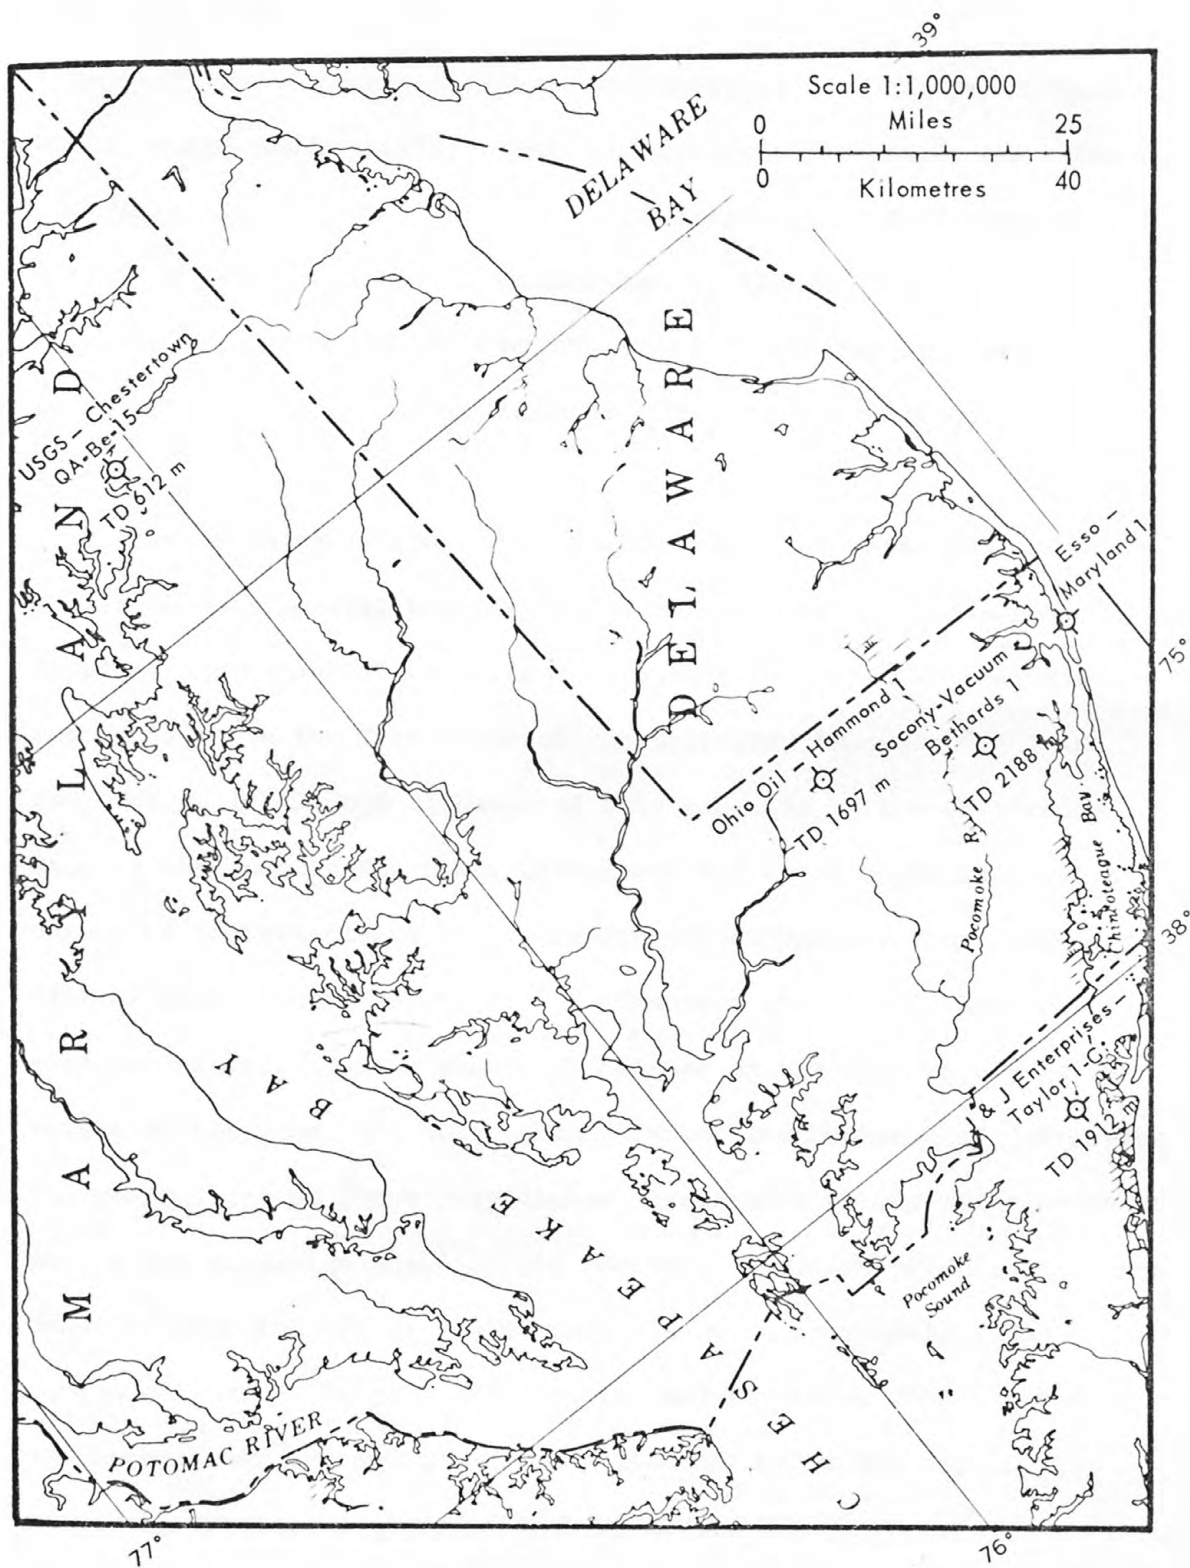 39°
Scale 1:1,000,000
Miles
0 25
0 40
Kilometres
DELAWARE
BAY
DELAWARE
MARYLAND
USGS – Chestertown
QA-Be-15
TD 612 m
Esso –
Maryland 1
75°
Ohio Oil – Hammond 1
TD 1697 m
Socony-Vacuum
Bethards 1
TD 2188 m
Pocomoke R
Chincoteague Bay
38°
& J Enterprises –
Taylor 1-G.
TD 1912 m
Pocomoke
Sound
CHESAPEAKE BAY
POTOMAC RIVER
77°
76°